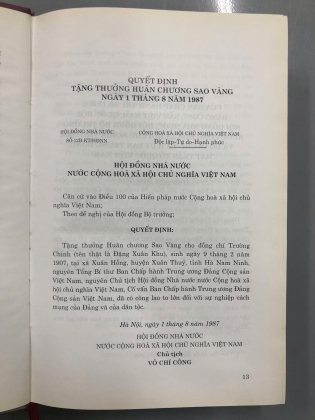 QUYẾT ĐỊNH
TẶNG THƯỞNG HUÂN CHƯƠNG SAO VÀNG
NGÀY 1 THÁNG 8 NĂM 1987
HỘI ĐỒNG NHÀ NƯỚC
CỘNG HOÀ XÃ HỘI CHỦ NGHĨA VIỆT NAM
SỐ KT/HĐNN
Độc lập-Tự do-Hạnh phúc
HỘI ĐỒNG NHÀ NƯỚC
NƯỚC CỘNG HOÀ XÃ HỘI CHỦ NGHĨA VIỆT NAM
Căn cứ vào Điều 100 của Hiến pháp nước Cộng hoà xã hội chủ
nghĩa Việt Nam;
Theo đề nghị của Hội đồng Bộ trưởng;
QUYẾT ĐỊNH:
Tặng thưởng Huân chương Sao Vàng cho đồng chí Trường
Chinh (tên thật là Đặng Xuân Khu), sinh ngày 9 tháng 2 năm
1907, tại xã Xuân Hồng, huyện Xuân Thuỷ, tỉnh Hà Nam Ninh,
nguyên Tổng Bí thư Ban Chấp hành Trung ương Đảng Cộng sản
Việt Nam, nguyên Chủ tịch Hội đồng Nhà nước nước Cộng hoà xã
hội chủ nghĩa Việt Nam, Cố vấn Ban Chấp hành Trung ương Đảng
Cộng sản Việt Nam, đã có công lao to lớn đối với sự nghiệp cách
mạng của Đảng và của dân tộc.
Hà Nội, ngày 1 tháng 8 năm 1987
HỘI ĐỒNG NHÀ NƯỚC
NƯỚC CỘNG HOÀ XÃ HỘI CHỦ NGHĨA VIỆT NAM
Chủ tịch
VÕ CHÍ CÔNG
13